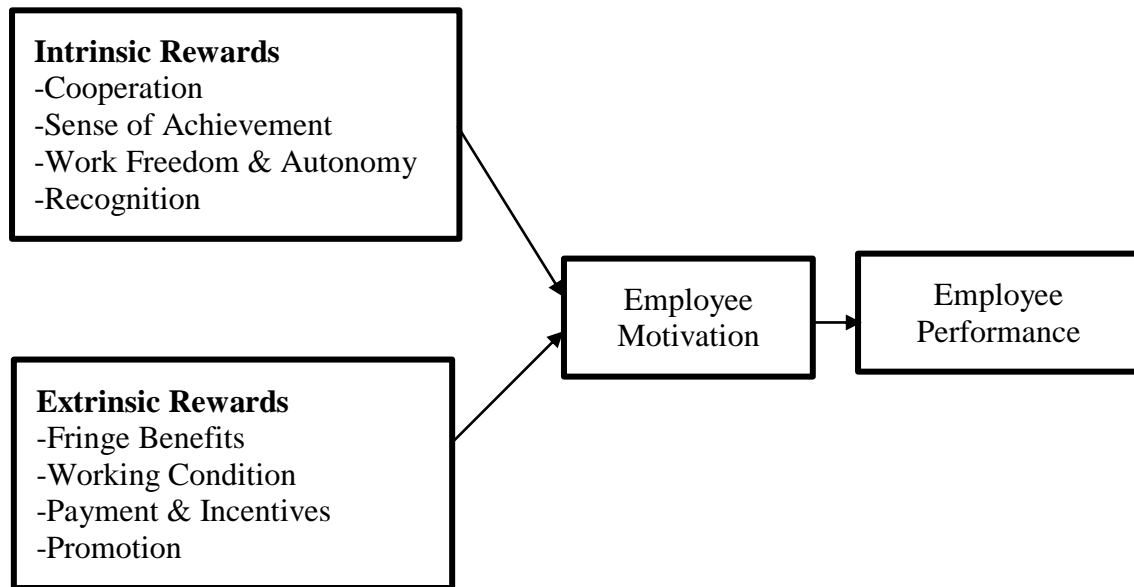 Intrinsic Rewards
-Cooperation
-Sense of Achievement
-Work Freedom & Autonomy
-Recognition
Employee
Motivation
Employee
Performance
Extrinsic Rewards
-Fringe Benefits
-Working Condition
-Payment & Incentives
-Promotion